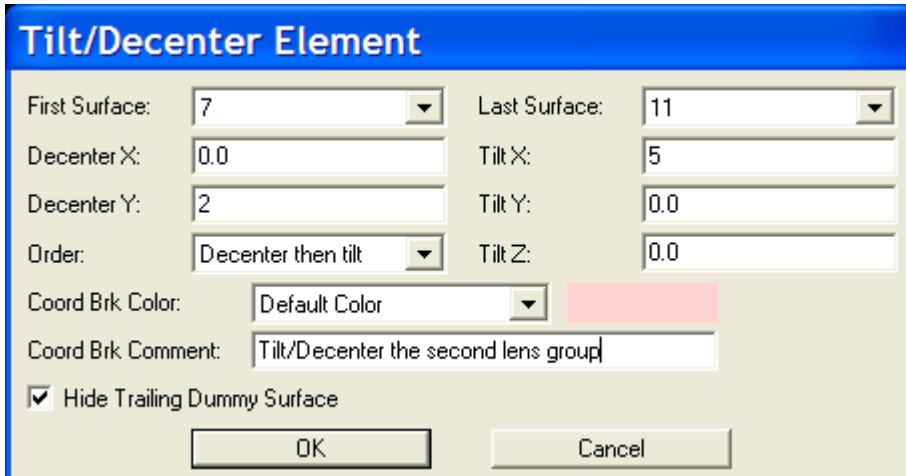 Tilt/Decenter Element
First Surface: 7 Last Surface: 11
Decenter X: 0.0 Tilt X: 5
Decenter Y: 2 Tilt Y: 0.0
Order: Decenter then tilt Tilt Z: 0.0
Coord Brk Color: Default Color
Coord Brk Comment: Tilt/Decenter the second lens group
Hide Trailing Dummy Surface
OK Cancel